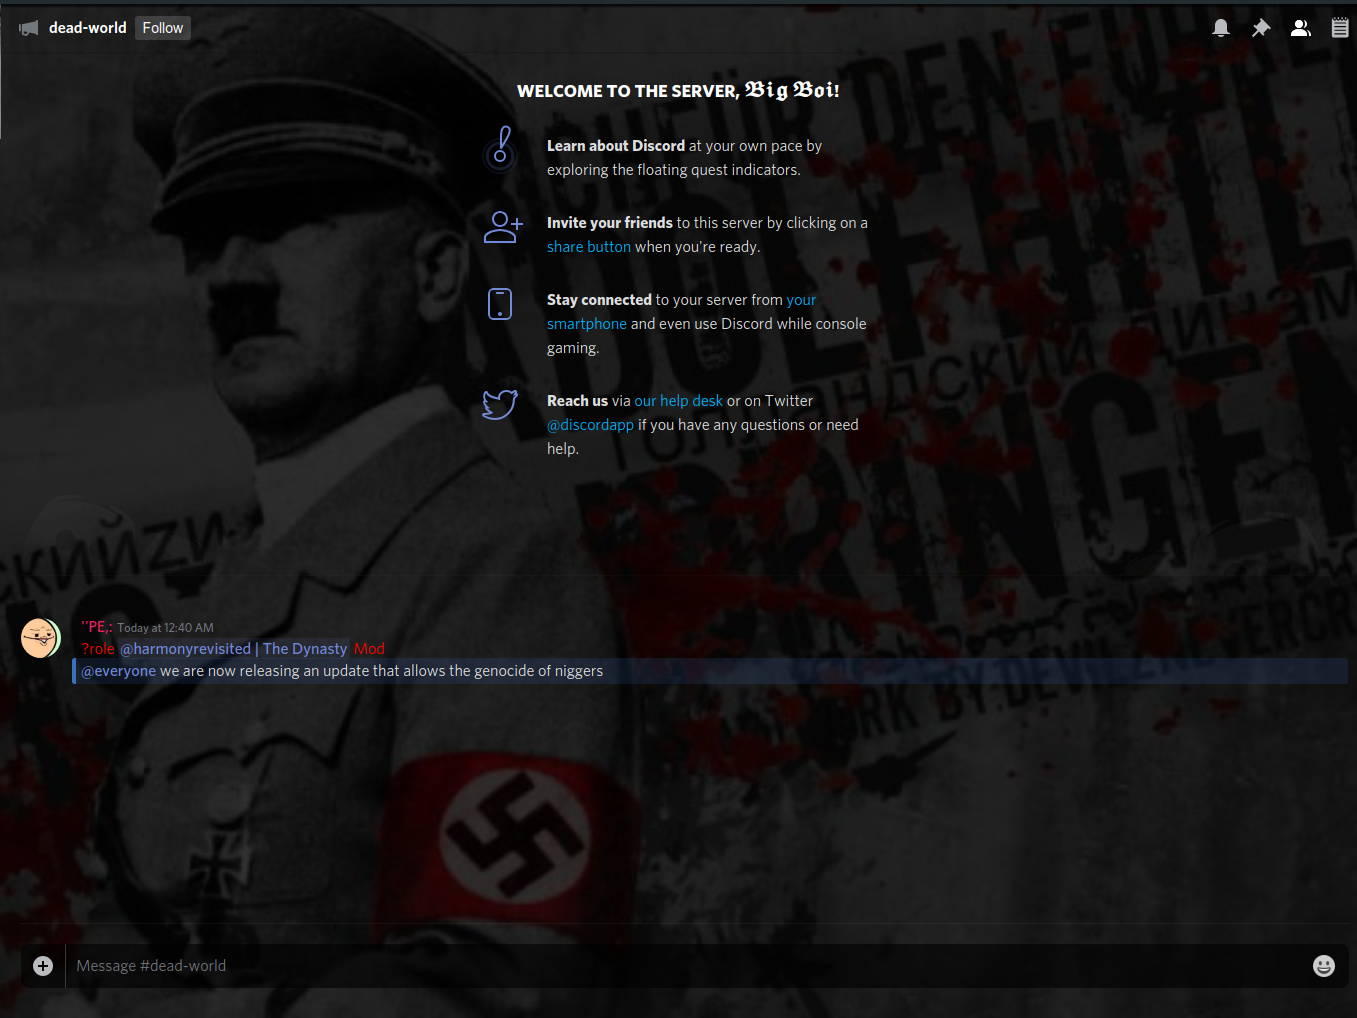 dead-world Follow
WELCOME TO THE SERVER, 𝕭𝖎𝖌 𝕭𝖔𝖎!
Learn about Discord at your own pace by
exploring the floating quest indicators.
Invite your friends to this server by clicking on a
share button when you're ready.
Stay connected to your server from your
smartphone and even use Discord while console
gaming.
Reach us via our help desk or on Twitter
@discordapp if you have any questions or need
help.
''PE,: Today at 12:40 AM
?role @harmonyrevisited | The Dynasty Mod
@everyone we are now releasing an update that allows the genocide of niggers
Message #dead-world